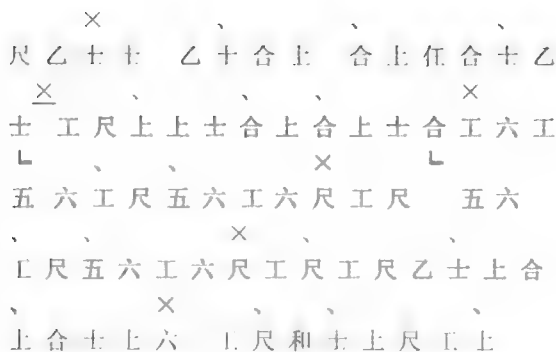 尺乙士士 乙士合上 合上任合士乙
士工尺上上士合上合上士合工六工
五六工尺五六工六尺工尺 五六
工尺五六工六尺工尺工尺乙士上合
上合士上六 工尺和士上尺工上